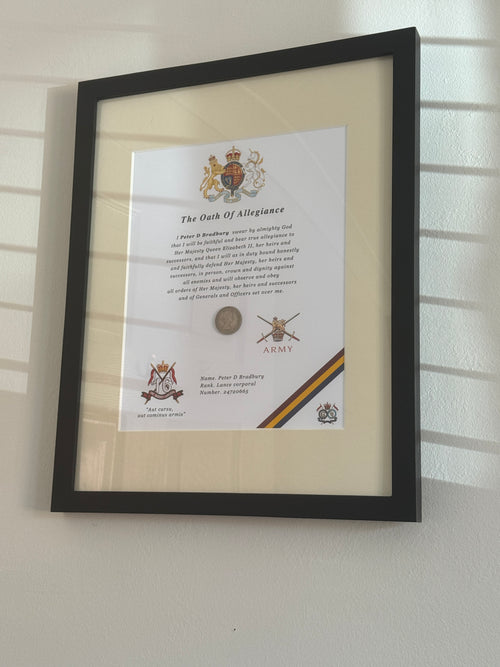 The Oath Of Allegiance
I Peter D Bradbury swear by almighty God
that I will be faithful and bear true allegiance to
Her Majesty Queen Elizabeth II, her heirs and
successors, and that I will as in duty bound honestly
and faithfully defend Her Majesty, her heirs and
successors, in person, crown and dignity against
all enemies and will observe and obey
all orders of Her Majesty, her heirs and successors
and of Generals and Officers set over me.
ARMY
Name. Peter D Bradbury
Rank. Lance corporal
Number. 24720665
"Aut cursu,
aut cominus armis"